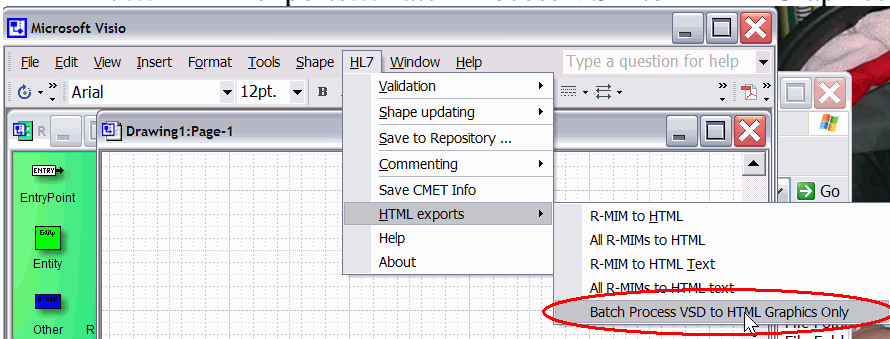 Microsoft Visio
File Edit View Insert Format Tools Shape HL7 Window Help Type a question for help
Arial 12pt. B
R Drawing1:Page-1
ENTRY
EntryPoint
Entity
Other R
Validation
Shape updating
Save to Repository ...
Commenting
Save CMET Info
HTML exports
Help
About
Go
R-MIM to HTML
All R-MIMs to HTML
R-MIM to HTML Text
All R-MIMs to HTML text
Batch Process VSD to HTML Graphics Only